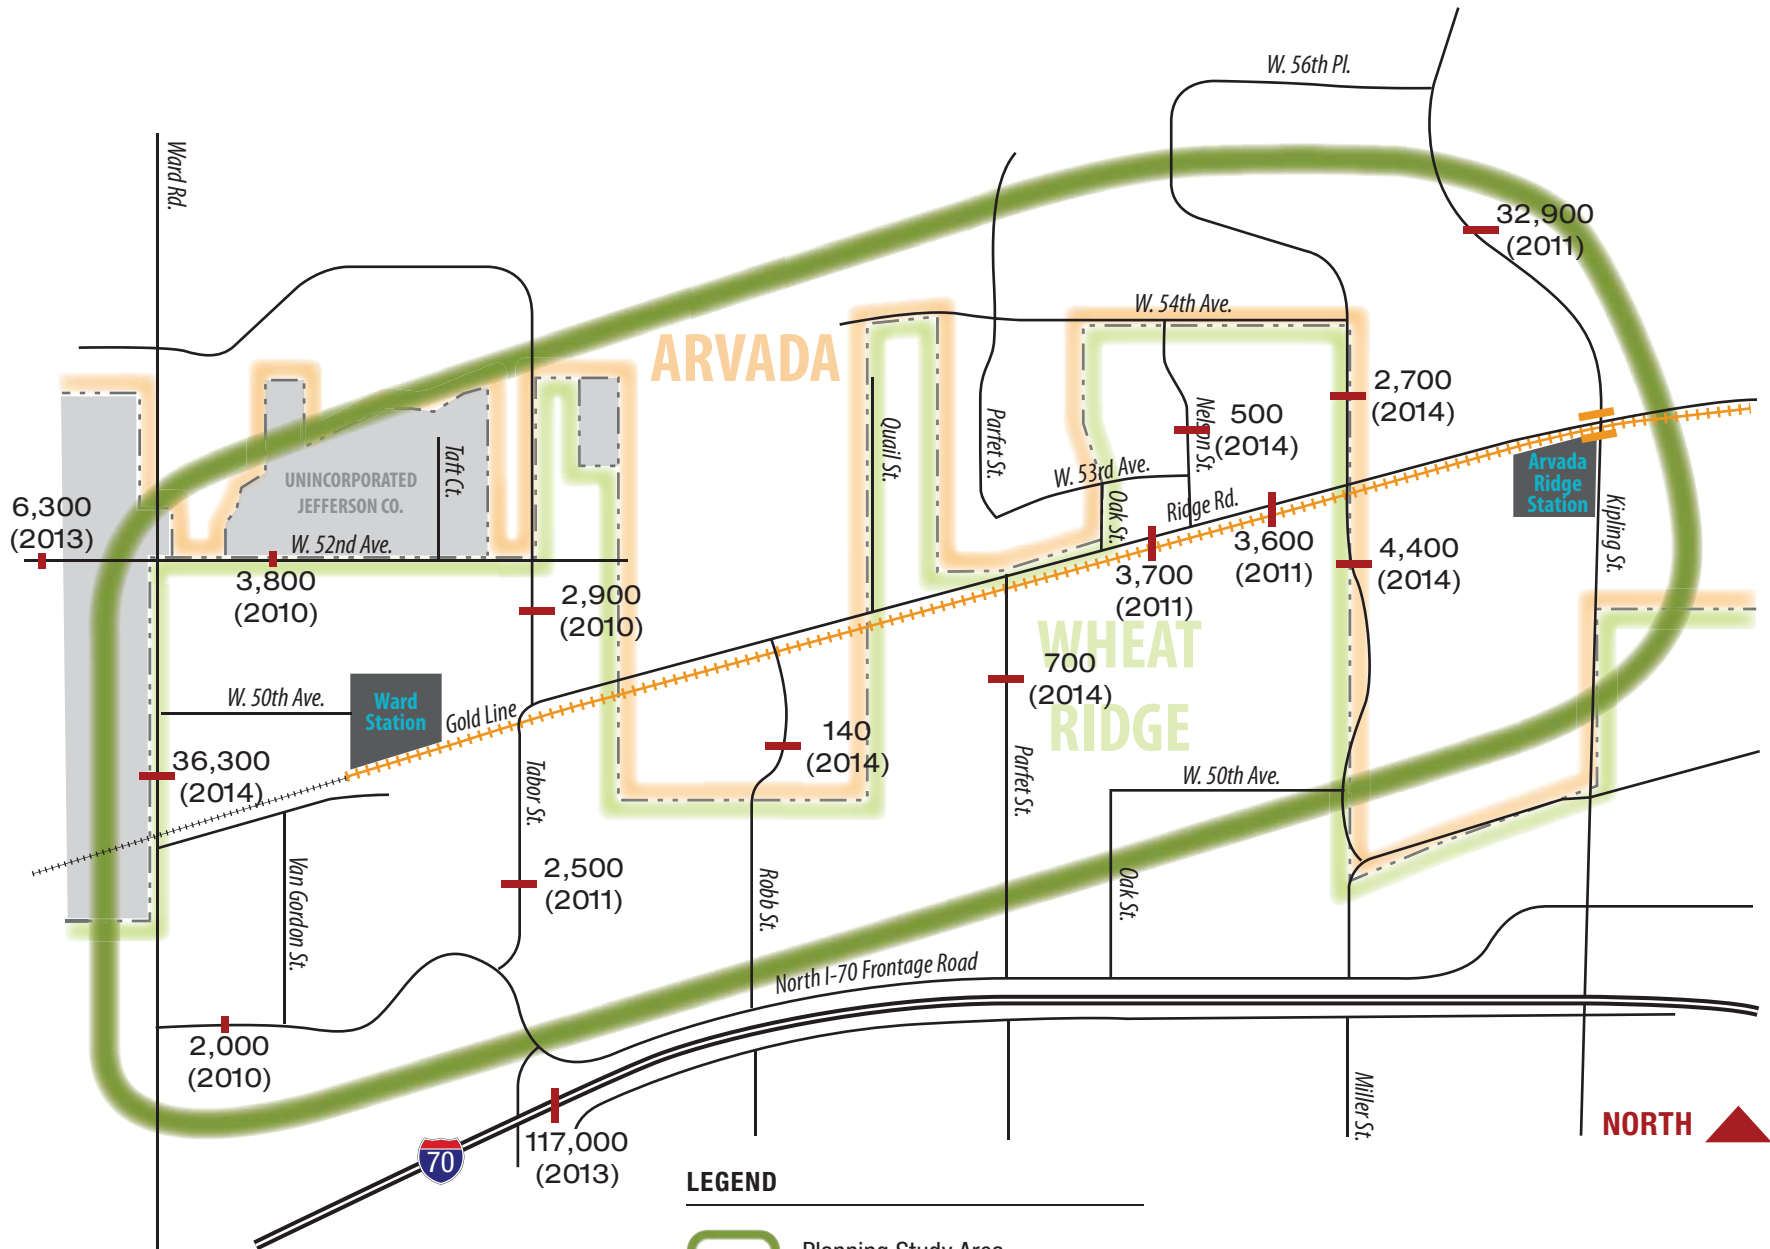 W. 56th Pl.
Ward Rd.
32,900
(2011)
W. 54th Ave.
ARVADA
2,700
(2014)
Nelson St.
500
(2014)
Parfet St.
Quail St.
Taft Ct.
UNINCORPORATED
JEFFERSON CO.
W. 53rd Ave.
Oak St.
Ridge Rd.
Arvada
Ridge
Station
Kipling St.
6,300
(2013)
W. 52nd Ave.
3,800
(2010)
2,900
(2010)
3,700
(2011)
3,600
(2011)
4,400
(2014)
WHEAT
RIDGE
700
(2014)
W. 50th Ave.
Ward
Station
Gold Line
140
(2014)
36,300
(2014)
Tabor St.
Parfet St.
W. 50th Ave.
Van Gordon St.
2,500
(2011)
Robb St.
Oak St.
North I-70 Frontage Road
2,000
(2010)
117,000
(2013)
70
Miller St.
NORTH
LEGEND
Planning Study Area